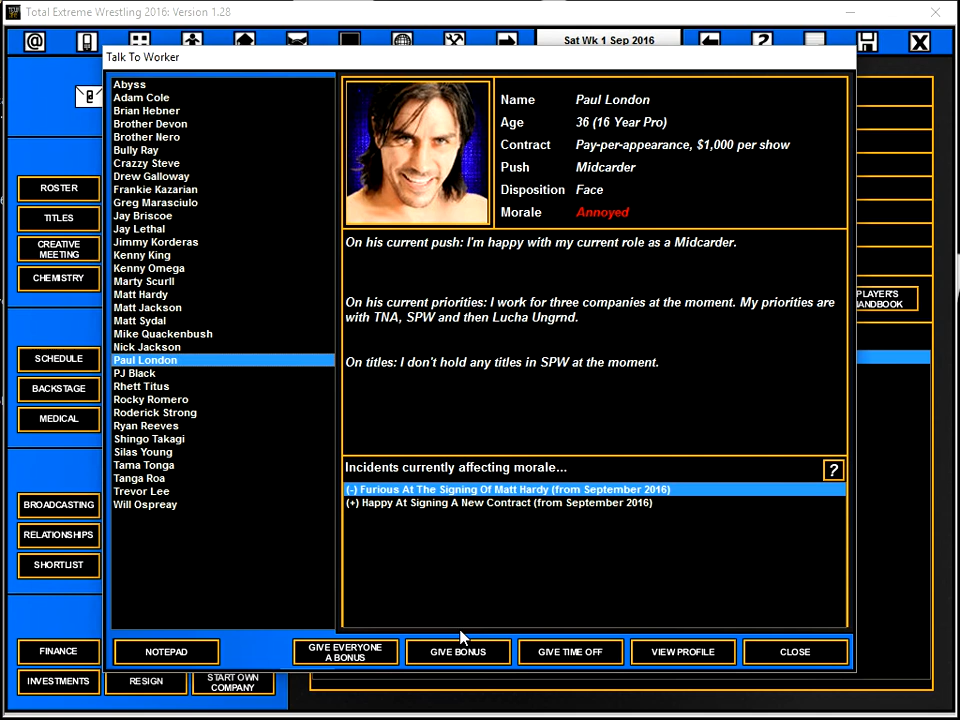 Total Extreme Wrestling 2016: Version 1.28
Sat Wk 1 Sep 2016
Talk To Worker
ROSTER
TITLES
CREATIVE
MEETING
CHEMISTRY
SCHEDULE
BACKSTAGE
MEDICAL
BROADCASTING
RELATIONSHIPS
SHORTLIST
FINANCE
INVESTMENTS
RESIGN
START OWN
COMPANY
Abyss
Adam Cole
Brian Hebner
Brother Devon
Brother Nero
Bully Ray
Crazzy Steve
Drew Galloway
Frankie Kazarian
Greg Marasciulo
Jay Briscoe
Jay Lethal
Jimmy Korderas
Kenny King
Kenny Omega
Marty Scurll
Matt Hardy
Matt Jackson
Matt Sydal
Mike Quackenbush
Nick Jackson
Paul London
PJ Black
Rhett Titus
Rocky Romero
Roderick Strong
Ryan Reeves
Shingo Takagi
Silas Young
Tama Tonga
Tanga Roa
Trevor Lee
Will Ospreay
Name Paul London
Age 36 (16 Year Pro)
Contract Pay-per-appearance, $1,000 per show
Push Midcarder
Disposition Face
Morale Annoyed
On his current push: I'm happy with my current role as a Midcarder.
On his current priorities: I work for three companies at the moment. My priorities are
with TNA, SPW and then Lucha Ungrnd.
On titles: I don't hold any titles in SPW at the moment.
Incidents currently affecting morale...
?
(-) Furious At The Signing Of Matt Hardy (from September 2016)
(+) Happy At Signing A New Contract (from September 2016)
NOTEPAD
GIVE EVERYONE
A BONUS
GIVE BONUS
GIVE TIME OFF
VIEW PROFILE
CLOSE
PLAYER'S
HANDBOOK